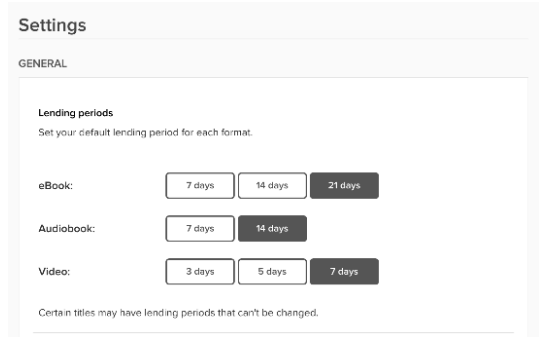 Settings
GENERAL
Lending periods
Set your default lending period for each format.
eBook: 7 days 14 days 21 days
Audiobook: 7 days 14 days
Video: 3 days 5 days 7 days
Certain titles may have lending periods that can't be changed.